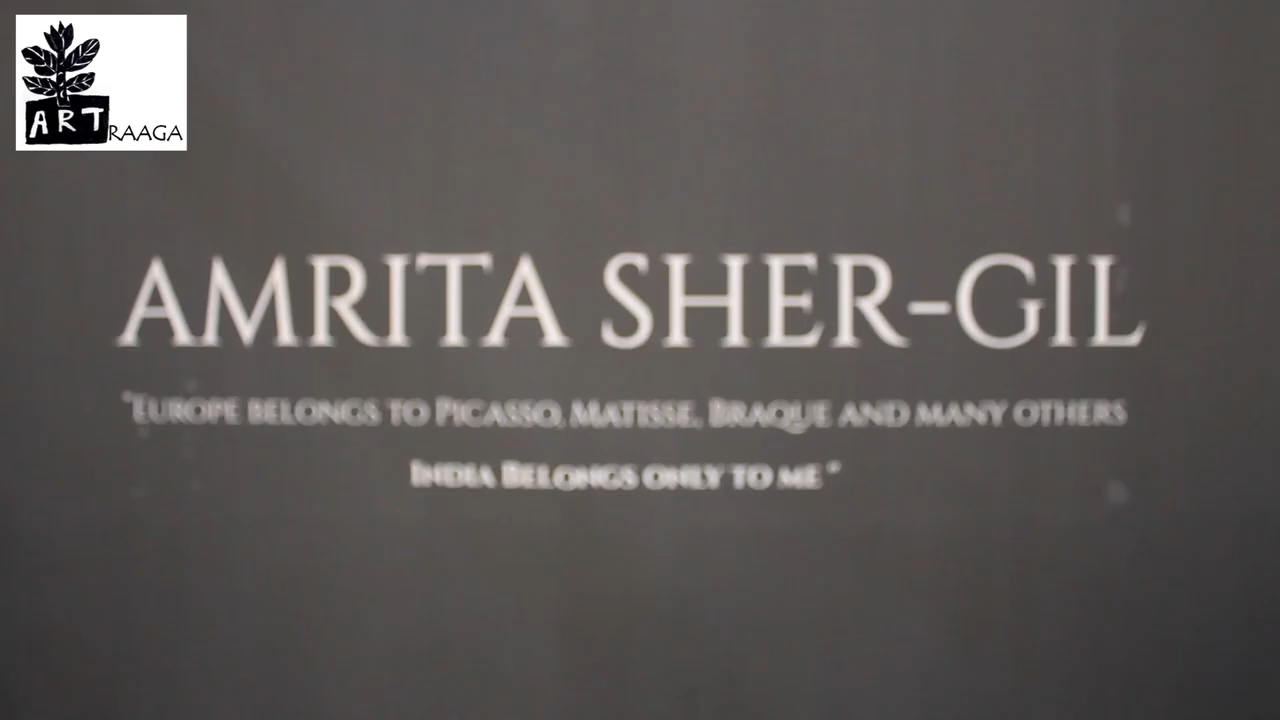 ART RAAGA
AMRITA SHER-GIL
"EUROPE BELONGS TO PICASSO, MATISSE, BRAQUE AND MANY OTHERS
INDIA BELONGS ONLY TO ME"